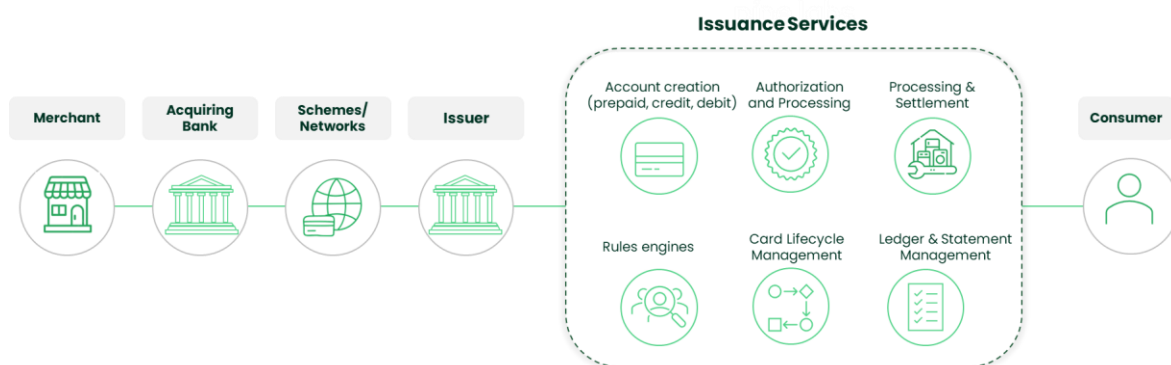 Issuance Services
Merchant
Acquiring
Bank
Schemes/
Networks
Issuer
Account creation
(prepaid, credit, debit)
Authorization
and Processing
Processing &
Settlement
Rules engines
Card Lifecycle
Management
Ledger & Statement
Management
Consumer